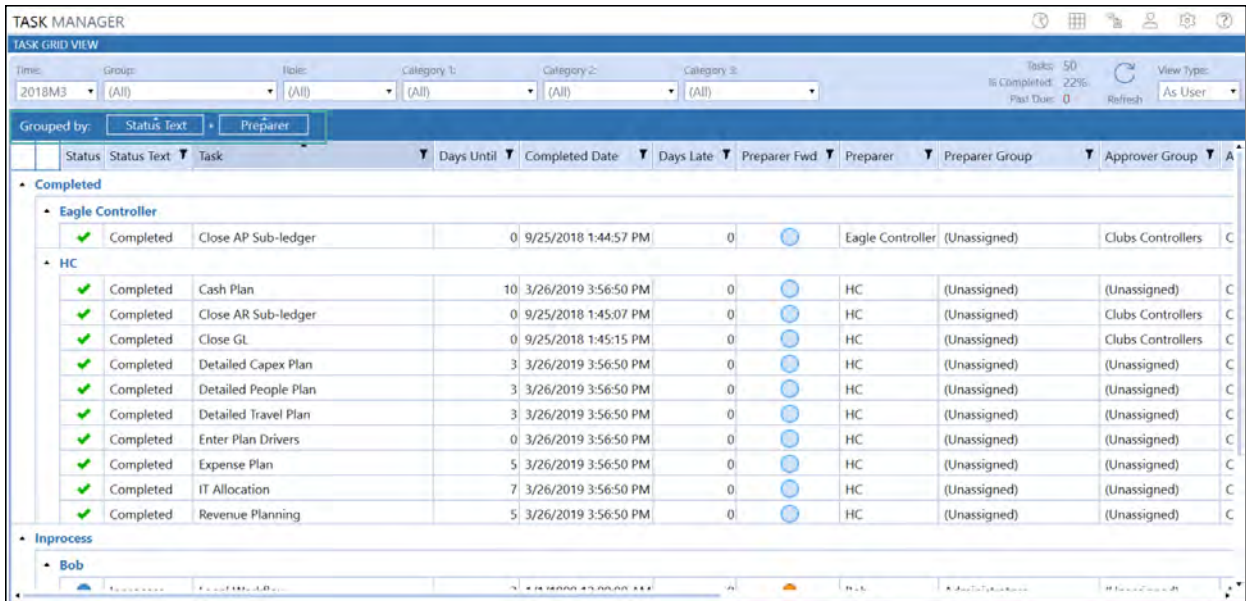 TASK MANAGER
TASK GRID VIEW
Time: Group: Role: Category 1: Category 2: Category 3: Tasks: 50 View Type:
2018M3 (All) (All) (All) (All) (All) % Completed: 22% As User
Past Due: 0 Refresh
Grouped by: Status Text Preparer
Status Status Text Task Days Until Completed Date Days Late Preparer Fwd Preparer Preparer Group Approver Group A
Completed
Eagle Controller
Completed Close AP Sub-ledger 0 9/25/2018 1:44:57 PM 0 Eagle Controller (Unassigned) Clubs Controllers C
HC
Completed Cash Plan 10 3/26/2019 3:56:50 PM 0 HC (Unassigned) (Unassigned) C
Completed Close AR Sub-ledger 0 9/25/2018 1:45:07 PM 0 HC (Unassigned) Clubs Controllers C
Completed Close GL 0 9/25/2018 1:45:15 PM 0 HC (Unassigned) Clubs Controllers C
Completed Detailed Capex Plan 3 3/26/2019 3:56:50 PM 0 HC (Unassigned) (Unassigned) C
Completed Detailed People Plan 3 3/26/2019 3:56:50 PM 0 HC (Unassigned) (Unassigned) C
Completed Detailed Travel Plan 3 3/26/2019 3:56:50 PM 0 HC (Unassigned) (Unassigned) C
Completed Enter Plan Drivers 0 3/26/2019 3:56:50 PM 0 HC (Unassigned) (Unassigned) C
Completed Expense Plan 5 3/26/2019 3:56:50 PM 0 HC (Unassigned) (Unassigned) C
Completed IT Allocation 7 3/26/2019 3:56:50 PM 0 HC (Unassigned) (Unassigned) C
Completed Revenue Planning 5 3/26/2019 3:56:50 PM 0 HC (Unassigned) (Unassigned) C
Inprocess
Bob